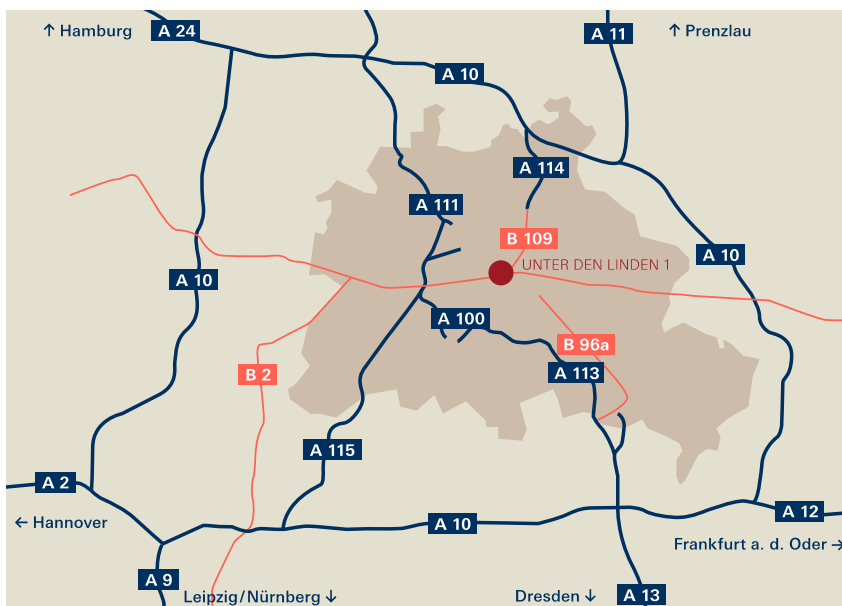 ↑ Hamburg
A 24
A 11
↑ Prenzlau
A 10
A 114
A 111
B 109
A 10
UNTER DEN LINDEN 1
A 10
A 100
B 96a
B 2
A 113
A 115
A 2
A 10
A 12
← Hannover
Frankfurt a. d. Oder →
A 9
Leipzig/Nürnberg ↓
Dresden ↓
A 13